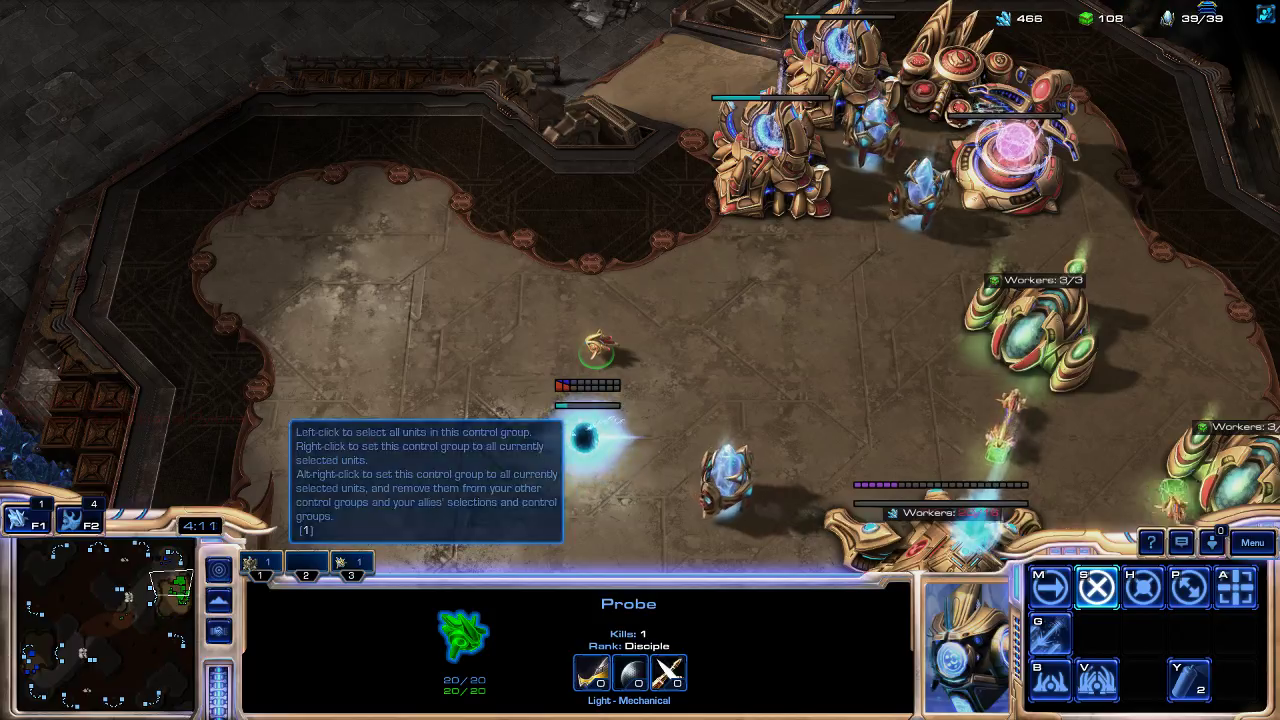 466 108 39/39
Workers: 3/3
Workers: 3/
Left-click to select all units in this control group.
Right-click to set this control group to all currently
selected units.
Alt-right-click to set this control group to all currently
selected units, and remove them from your other
control groups and your allies' selections and control
groups.
[1]
Workers:
1 F1 4 F2
4:11
0
? Menu
1 1
1 2 3
Probe
Kills: 1
Rank: Disciple
0 0 0
20/20
20/20
Light - Mechanical
M S H P A
G
B V Y 2